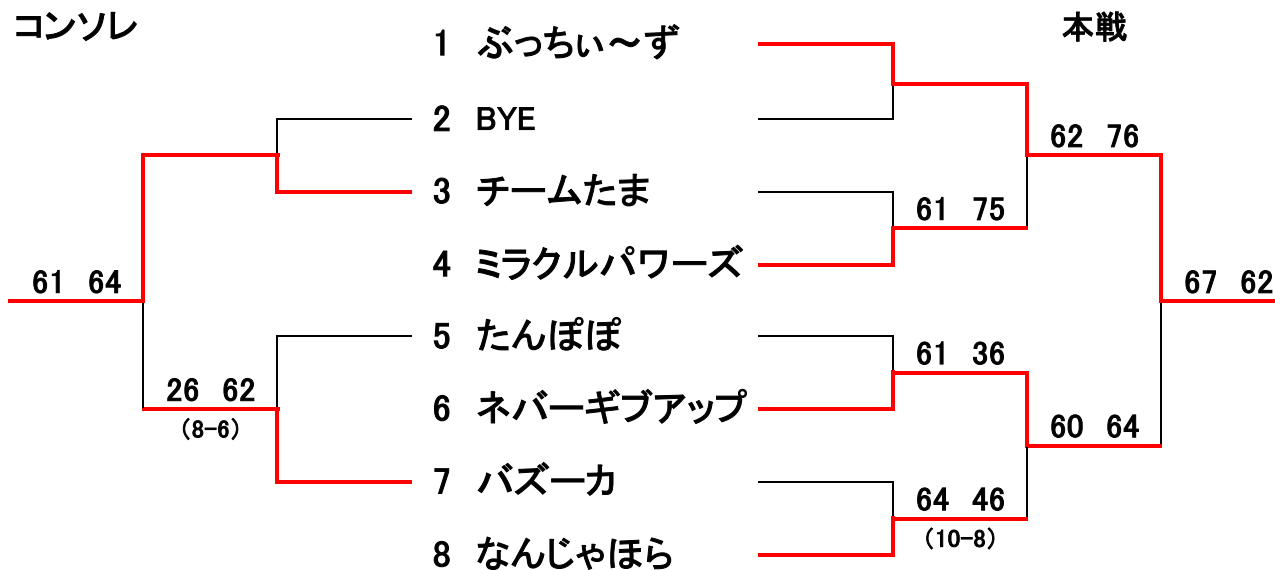 コンソレ
本戦
1 ぶっちぃ～ず
2 BYE
62 76
3 チームたま
61 75
4 ミラクルパワーズ
61 64
67 62
5 たんぽぽ
61 36
26 62
(8-6)
6 ネバーギブアップ
60 64
7 バズーカ
64 46
(10-8)
8 なんじゃほら